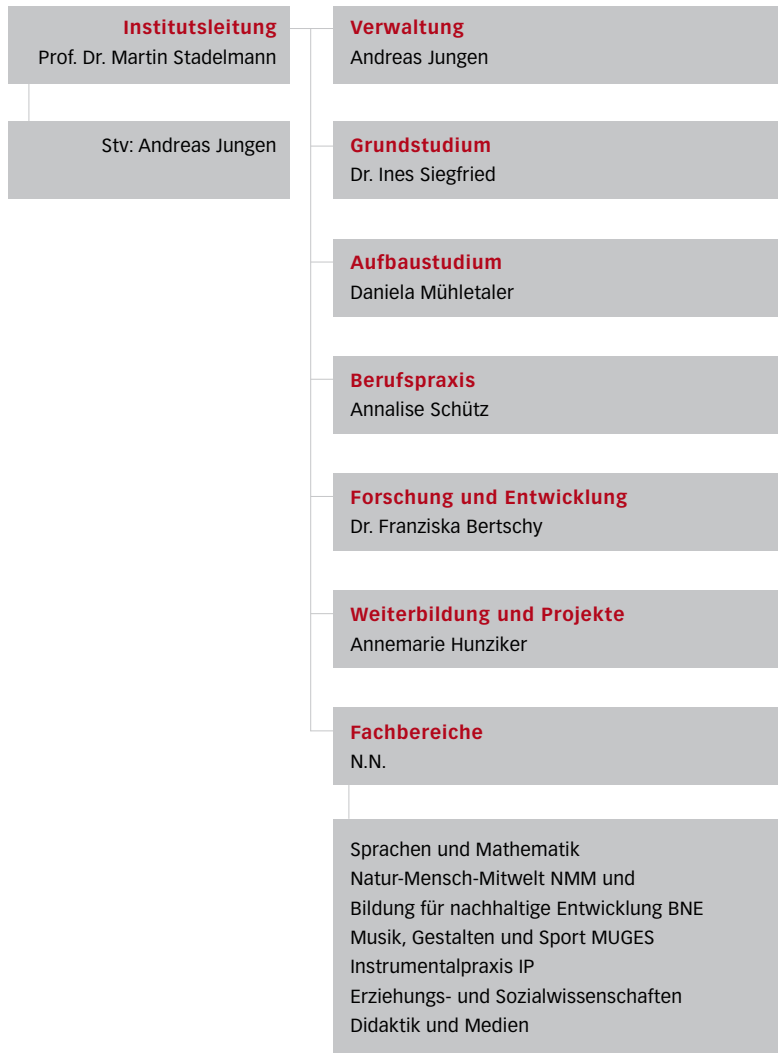 Institutsleitung
Prof. Dr. Martin Stadelmann
Stv: Andreas Jungen
Verwaltung
Andreas Jungen
Grundstudium
Dr. Ines Siegfried
Aufbaustudium
Daniela Mühletaler
Berufspraxis
Annalise Schütz
Forschung und Entwicklung
Dr. Franziska Bertschy
Weiterbildung und Projekte
Annemarie Hunziker
Fachbereiche
N.N.
Sprachen und Mathematik
Natur-Mensch-Mitwelt NMM und
Bildung für nachhaltige Entwicklung BNE
Musik, Gestalten und Sport MUGES
Instrumentalpraxis IP
Erziehungs- und Sozialwissenschaften
Didaktik und Medien